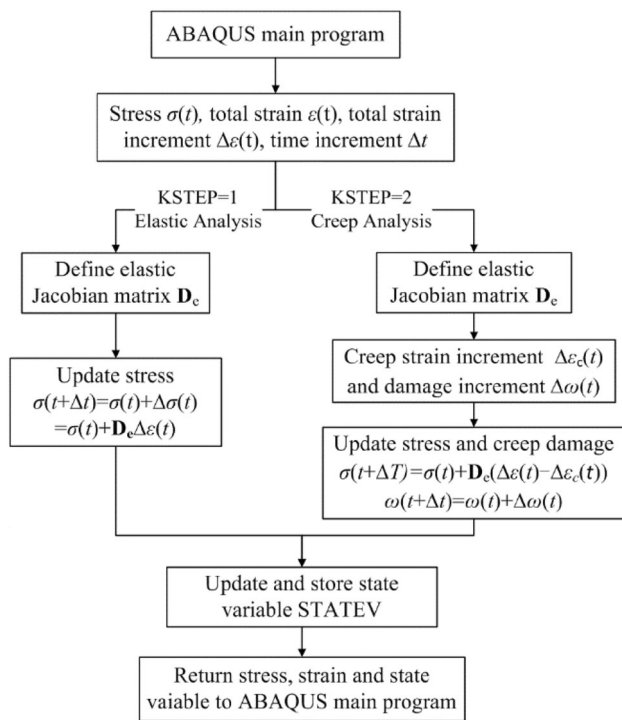 ABAQUS main program
Stress σ(t), total strain ε(t), total strain
increment Δε(t), time increment Δt
KSTEP=1
Elastic Analysis
KSTEP=2
Creep Analysis
Define elastic
Jacobian matrix De
Update stress
σ(t+Δt)=σ(t)+Δσ(t)
=σ(t)+DeΔε(t)
Define elastic
Jacobian matrix De
Creep strain increment Δεc(t)
and damage increment Δω(t)
Update stress and creep damage
σ(t+ΔT)=σ(t)+De(Δε(t)−Δεc(t))
ω(t+Δt)=ω(t)+Δω(t)
Update and store state
variable STATEV
Return stress, strain and state
vaiable to ABAQUS main program